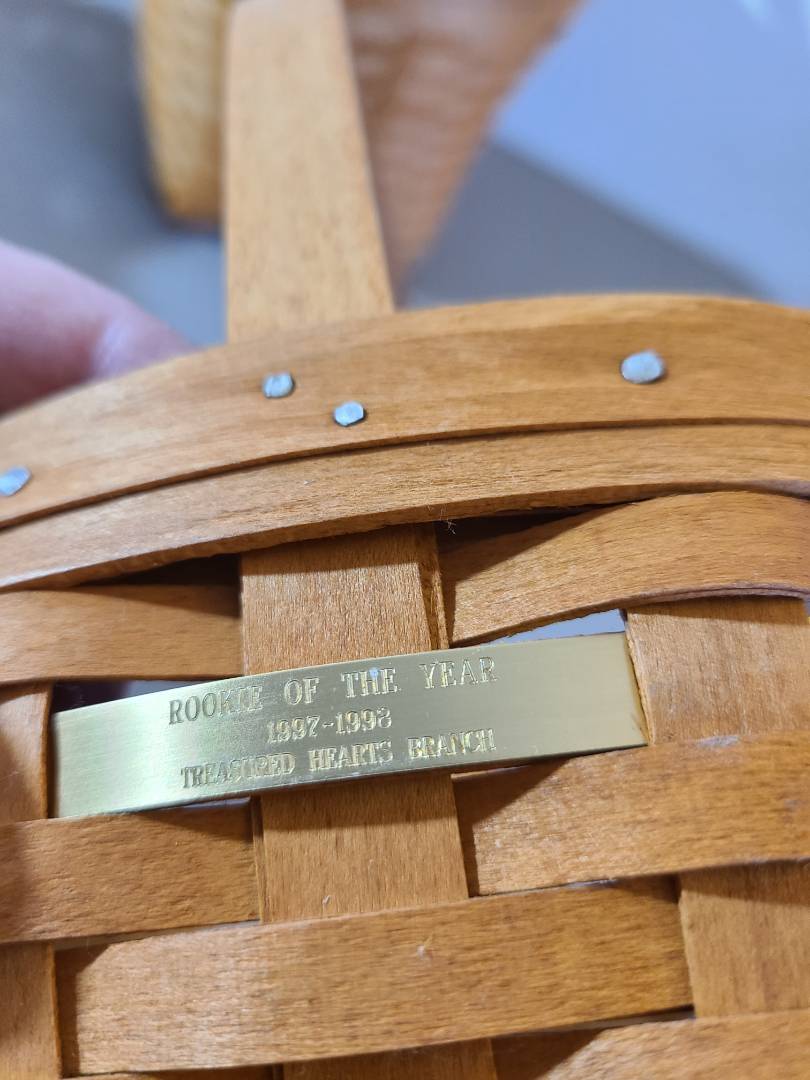 ROOKIE OF THE YEAR
1997-1998
TREASURED HEARTS BRANCH